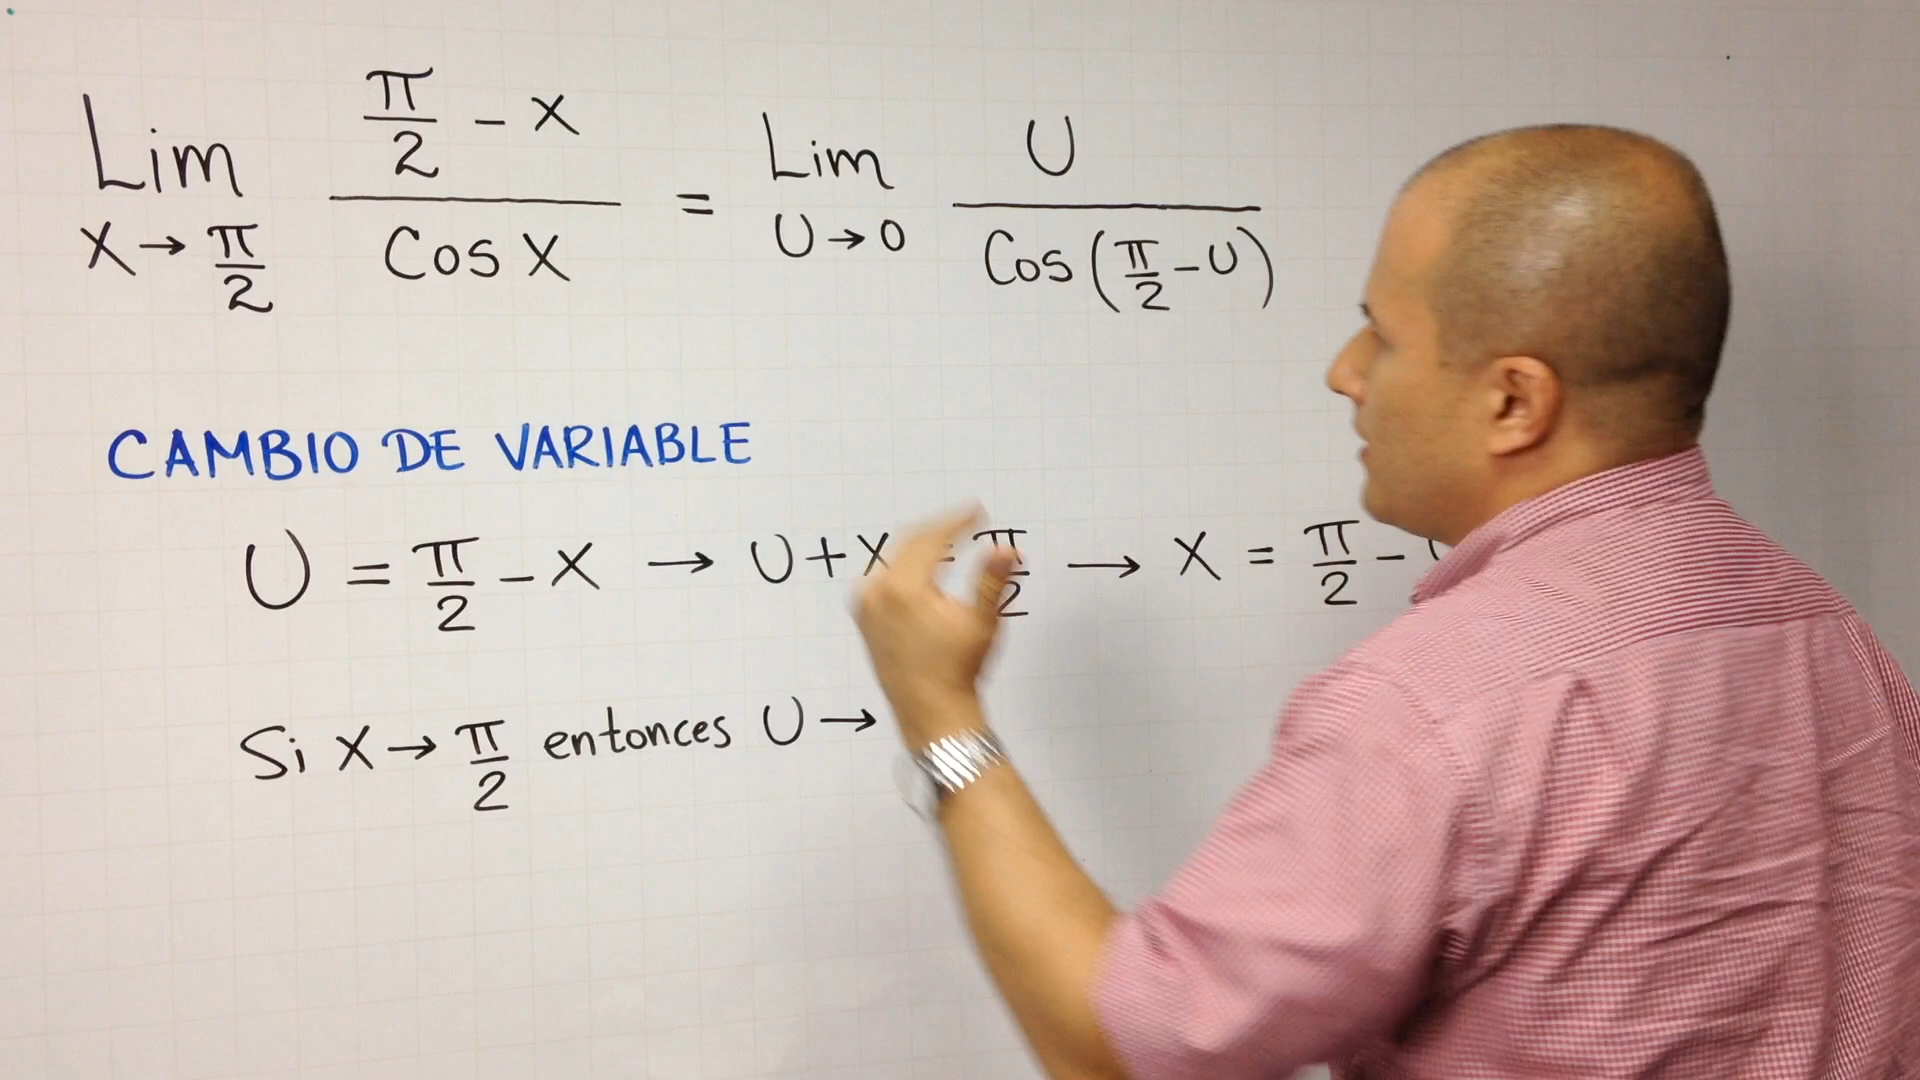 Lim x→π/2 (π/2 - x)/Cos x = Lim U→0 U/Cos(π/2 - U)
CAMBIO DE VARIABLE
U = π/2 - x → U + x = π/2 → x = π/2 -
Si x → π/2 entonces U →